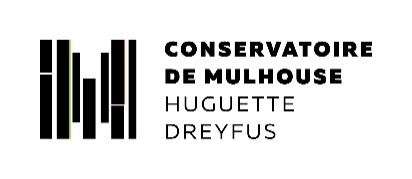 CONSERVATOIRE
DE MULHOUSE
HUGUETTE
DREYFUS